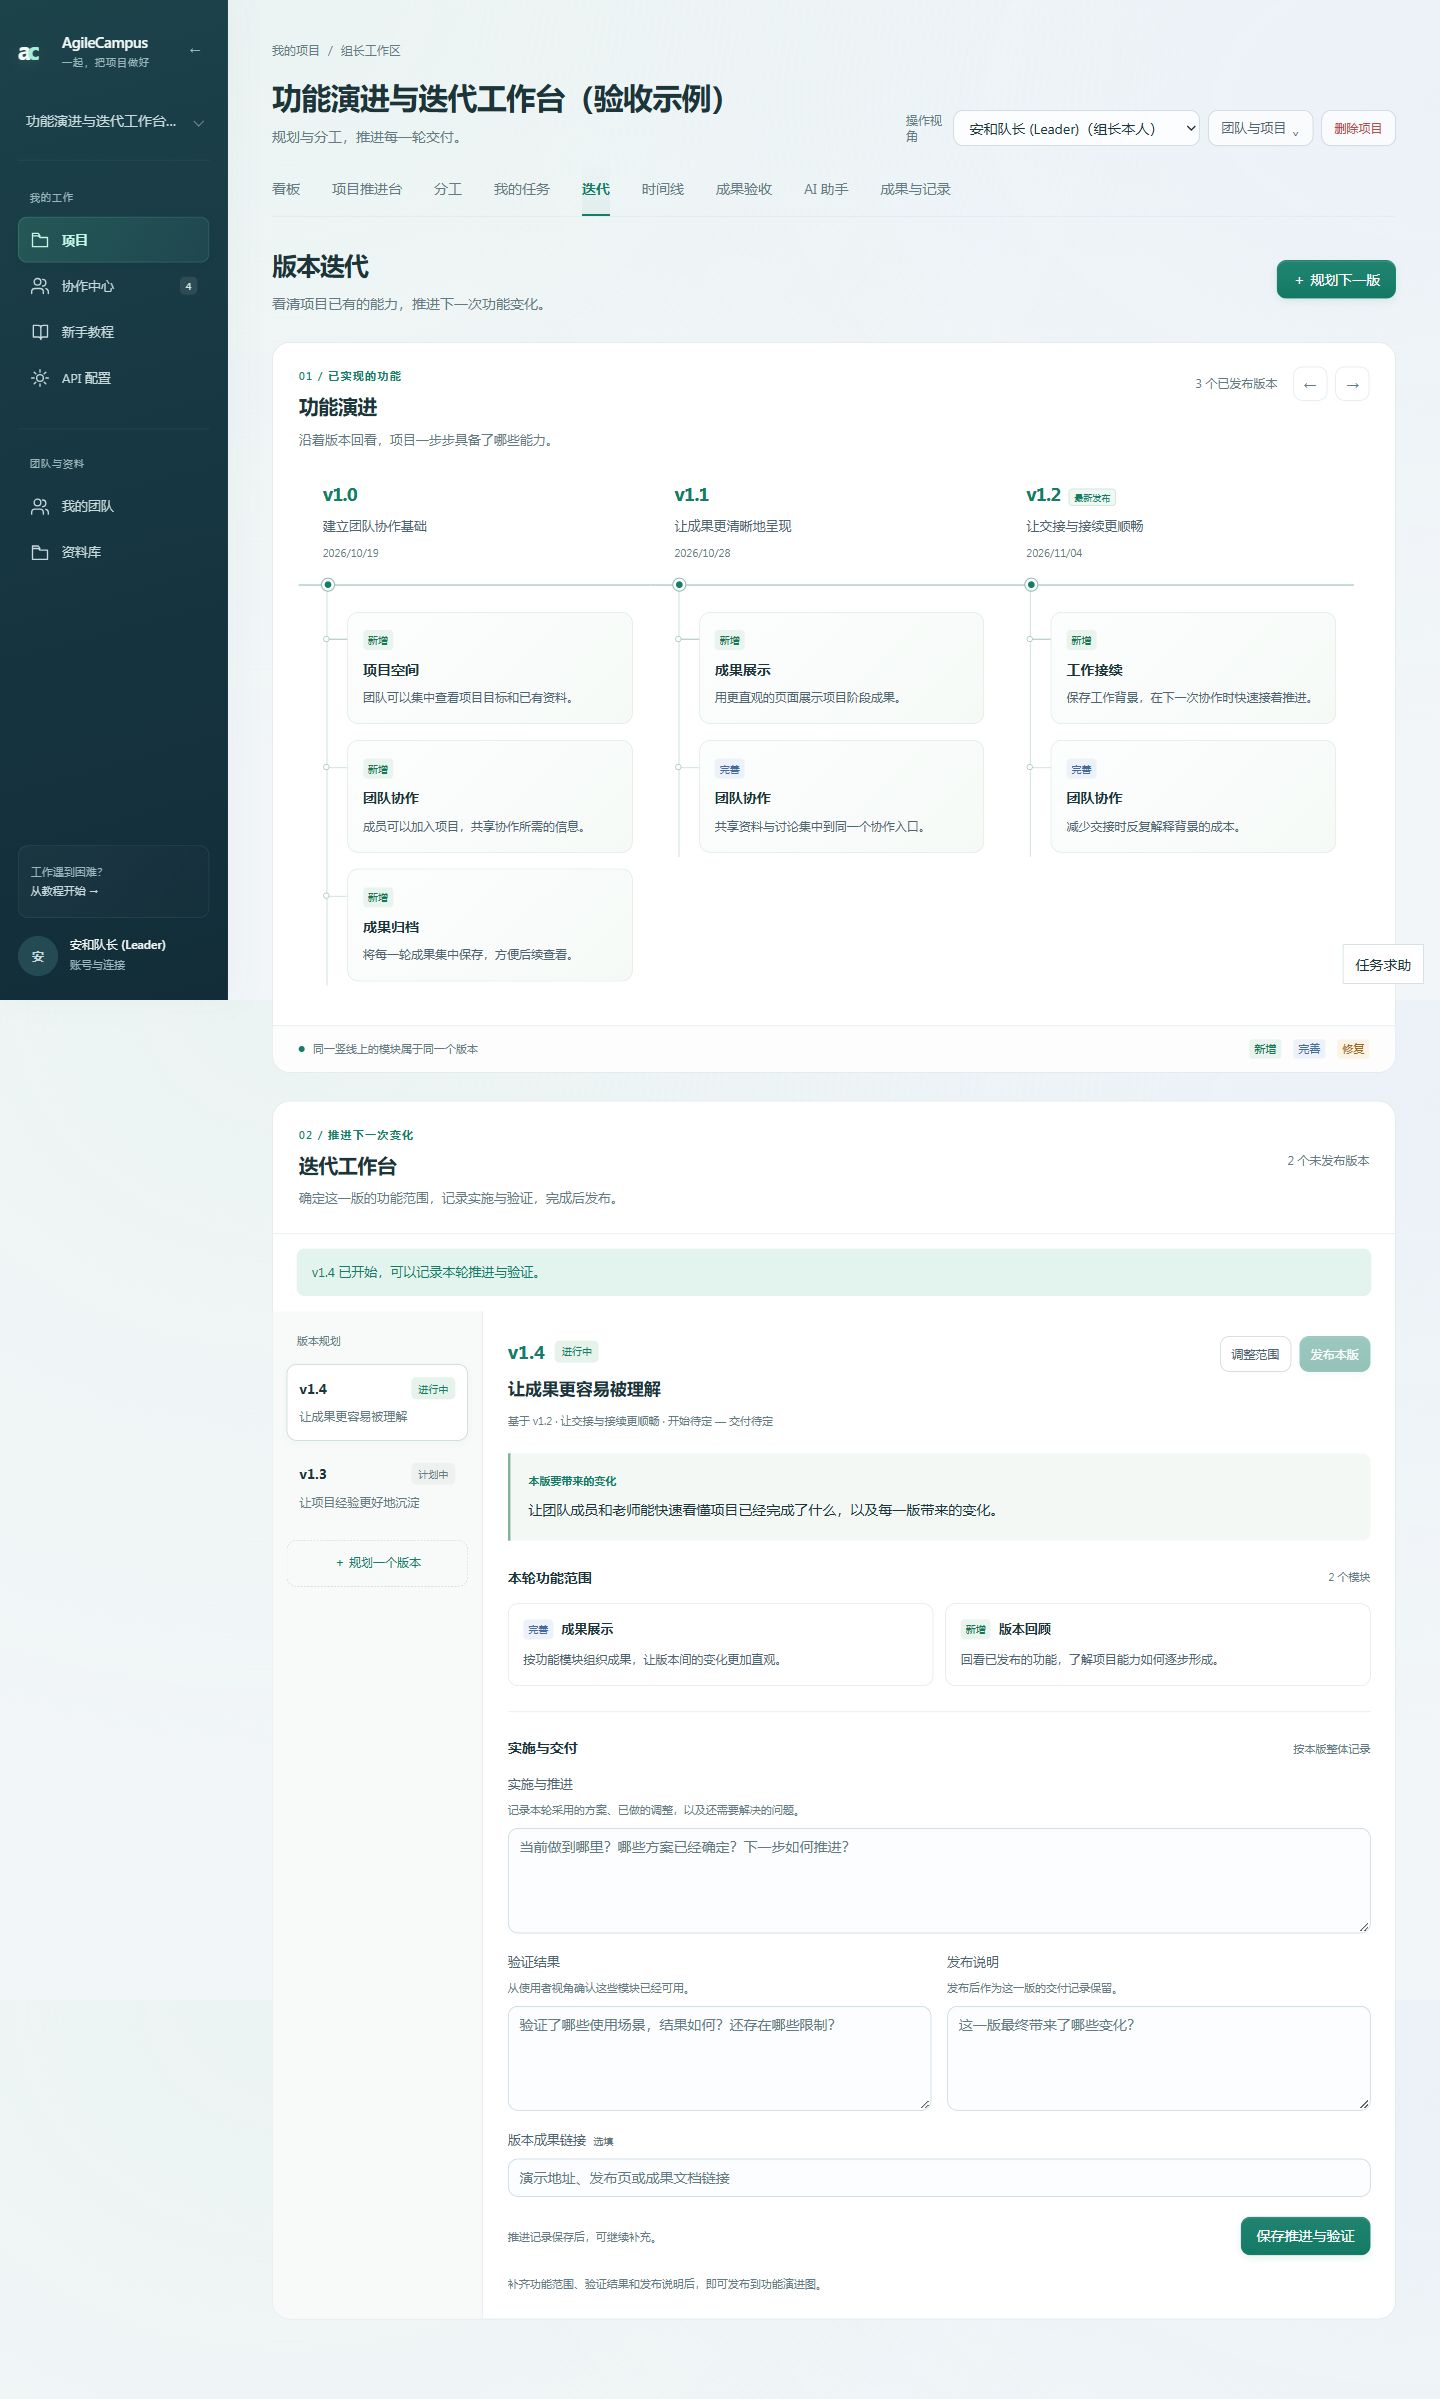 ac
AgileCampus
一起，把项目做好
←
功能演进与迭代工作台...
我的工作
项目
协作中心
4
新手教程
API 配置
团队与资料
我的团队
资料库
工作遇到困难？
从教程开始 →
安
安和队长 (Leader)
账号与连接
我的项目 / 组长工作区
功能演进与迭代工作台（验收示例）
规划与分工，推进每一轮交付。
操作视角
安和队长 (Leader)（组长本人）
团队与项目
删除项目
看板
项目推进台
分工
我的任务
迭代
时间线
成果验收
AI 助手
成果与记录
版本迭代
看清项目已有的能力，推进下一次功能变化。
+ 规划下一版
01 / 已实现的功能
功能演进
沿着版本回看，项目一步步具备了哪些能力。
3 个已发布版本
←
→
v1.0
建立团队协作基础
2026/10/19
v1.1
让成果更清晰地呈现
2026/10/28
v1.2
最新发布
让交接与接续更顺畅
2026/11/04
新增
项目空间
团队可以集中查看项目目标和已有资料。
新增
团队协作
成员可以加入项目，共享协作所需的信息。
新增
成果归档
将每一轮成果集中保存，方便后续查看。
新增
成果展示
用更直观的页面展示项目阶段成果。
完善
团队协作
共享资料与讨论集中到同一个协作入口。
新增
工作接续
保存工作背景，在下一次协作时快速接着推进。
完善
团队协作
减少交接时反复解释背景的成本。
任务求助
同一竖线上的模块属于同一个版本
新增
完善
修复
02 / 推进下一次变化
迭代工作台
确定这一版的功能范围，记录实施与验证，完成后发布。
2 个未发布版本
v1.4 已开始，可以记录本轮推进与验证。
版本规划
v1.4
进行中
让成果更容易被理解
v1.3
计划中
让项目经验更好地沉淀
+ 规划一个版本
v1.4
进行中
调整范围
发布本版
让成果更容易被理解
基于 v1.2 · 让交接与接续更顺畅 · 开始待定 — 交付待定
本版要带来的变化
让团队成员和老师能快速看懂项目已经完成了什么，以及每一版带来的变化。
本轮功能范围
2 个模块
完善
成果展示
按功能模块组织成果，让版本间的变化更加直观。
新增
版本回顾
回看已发布的功能，了解项目能力如何逐步形成。
实施与交付
按本版整体记录
实施与推进
记录本轮采用的方案、已做的调整，以及还需要解决的问题。
当前做到哪里？哪些方案已经确定？下一步如何推进？
验证结果
从使用者视角确认这些模块已经可用。
验证了哪些使用场景，结果如何？还存在哪些限制？
发布说明
发布后作为这一版的交付记录保留。
这一版最终带来了哪些变化？
版本成果链接 选填
演示地址、发布页或成果文档链接
推进记录保存后，可继续补充。
保存推进与验证
补齐功能范围、验证结果和发布说明后，即可发布到功能演进图。